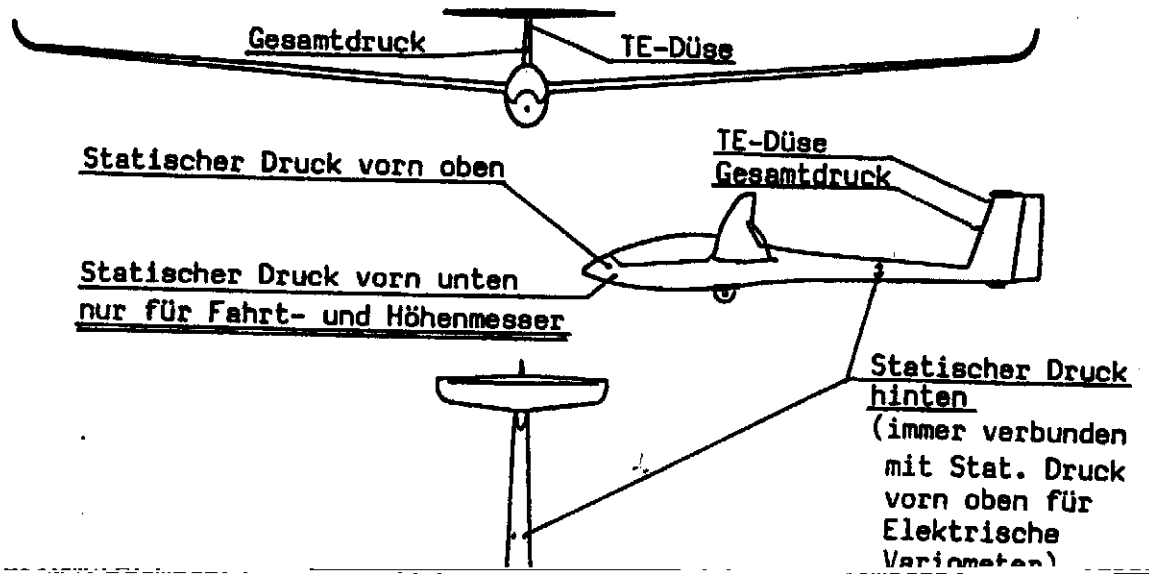 Gesamtdruck
TE-Düse
Statischer Druck vorn oben
TE-Düse
Gesamtdruck
Statischer Druck vorn unten
nur für Fahrt- und Höhenmesser
Statischer Druck
hinten
(immer verbunden
mit Stat. Druck
vorn oben für
Elektrische
Variometer)